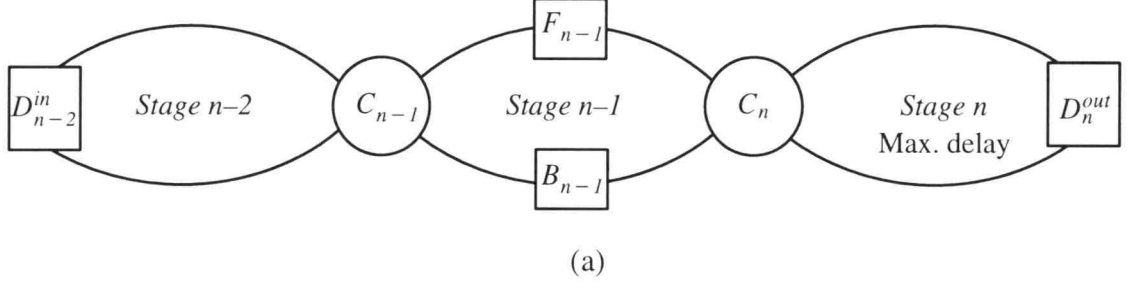 F_{n-1}
D^{in}_{n-2} Stage n–2 C_{n-1} Stage n–1 C_n Stage n D^{out}_n
Max. delay
B_{n-1}
(a)